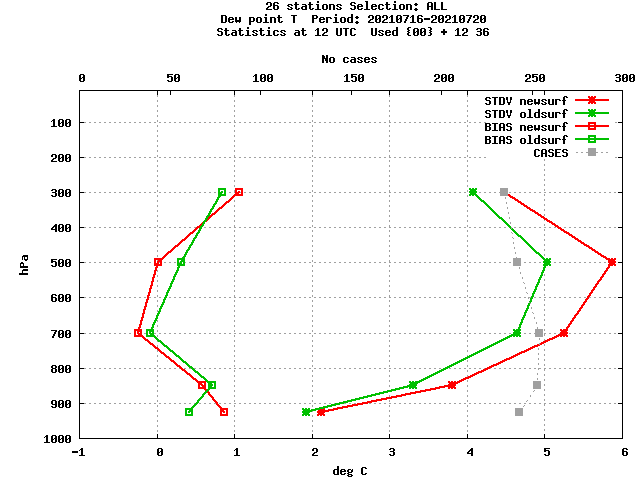 26 stations Selection: ALL
Dew point T  Period: 20210716-20210720
Statistics at 12 UTC  Used {00} + 12 36
No cases
0 50 100 150 200 250 300
STDV newsurf
STDV oldsurf
BIAS newsurf
BIAS oldsurf
CASES
100
200
300
400
500
600
700
800
900
1000
hPa
-1 0 1 2 3 4 5 6
deg C